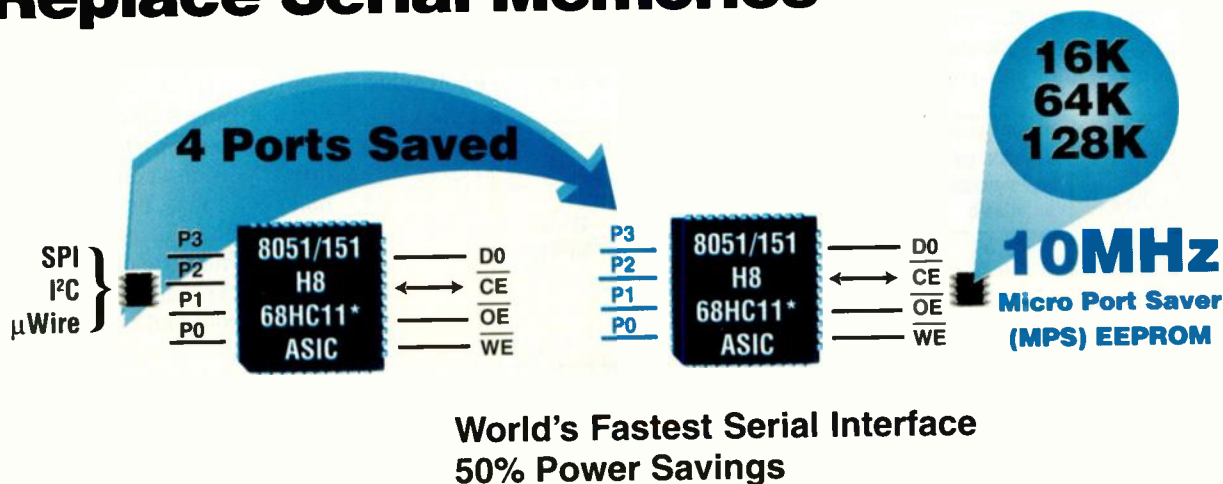 Replace Serial Memories
16K
64K
128K
4 Ports Saved
SPI
I²C
µWire
P3
P2
P1
P0
8051/151
H8
68HC11*
ASIC
D0
CE
OE
WE
P3
P2
P1
P0
8051/151
H8
68HC11*
ASIC
D0
CE
OE
WE
10MHz
Micro Port Saver
(MPS) EEPROM
World's Fastest Serial Interface
50% Power Savings